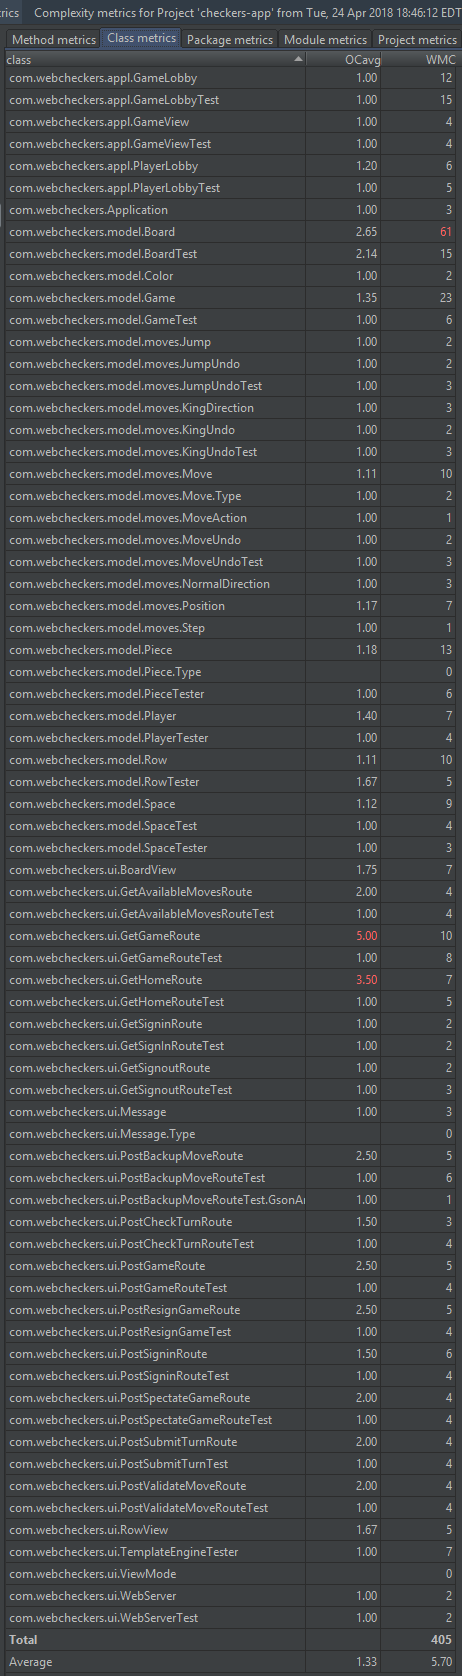 trics Complexity metrics for Project 'checkers-app' from Tue, 24 Apr 2018 18:46:12 EDT
Method metrics Class metrics Package metrics Module metrics Project metrics
class OCavg WMC
com.webcheckers.appl.GameLobby 1.00 12
com.webcheckers.appl.GameLobbyTest 1.00 15
com.webcheckers.appl.GameView 1.00 4
com.webcheckers.appl.GameViewTest 1.00 4
com.webcheckers.appl.PlayerLobby 1.20 6
com.webcheckers.appl.PlayerLobbyTest 1.00 5
com.webcheckers.Application 1.00 3
com.webcheckers.model.Board 2.65 61
com.webcheckers.model.BoardTest 2.14 15
com.webcheckers.model.Color 1.00 2
com.webcheckers.model.Game 1.35 23
com.webcheckers.model.GameTest 1.00 6
com.webcheckers.model.moves.Jump 1.00 2
com.webcheckers.model.moves.JumpUndo 1.00 2
com.webcheckers.model.moves.JumpUndoTest 1.00 3
com.webcheckers.model.moves.KingDirection 1.00 3
com.webcheckers.model.moves.KingUndo 1.00 2
com.webcheckers.model.moves.KingUndoTest 1.00 3
com.webcheckers.model.moves.Move 1.11 10
com.webcheckers.model.moves.Move.Type 1.00 2
com.webcheckers.model.moves.MoveAction 1.00 1
com.webcheckers.model.moves.MoveUndo 1.00 2
com.webcheckers.model.moves.MoveUndoTest 1.00 3
com.webcheckers.model.moves.NormalDirection 1.00 3
com.webcheckers.model.moves.Position 1.17 7
com.webcheckers.model.moves.Step 1.00 1
com.webcheckers.model.Piece 1.18 13
com.webcheckers.model.Piece.Type 0
com.webcheckers.model.PieceTester 1.00 6
com.webcheckers.model.Player 1.40 7
com.webcheckers.model.PlayerTester 1.00 4
com.webcheckers.model.Row 1.11 10
com.webcheckers.model.RowTester 1.67 5
com.webcheckers.model.Space 1.12 9
com.webcheckers.model.SpaceTest 1.00 4
com.webcheckers.model.SpaceTester 1.00 3
com.webcheckers.ui.BoardView 1.75 7
com.webcheckers.ui.GetAvailableMovesRoute 2.00 4
com.webcheckers.ui.GetAvailableMovesRouteTest 1.00 4
com.webcheckers.ui.GetGameRoute 5.00 10
com.webcheckers.ui.GetGameRouteTest 1.00 8
com.webcheckers.ui.GetHomeRoute 3.50 7
com.webcheckers.ui.GetHomeRouteTest 1.00 5
com.webcheckers.ui.GetSigninRoute 1.00 2
com.webcheckers.ui.GetSignInRouteTest 1.00 2
com.webcheckers.ui.GetSignoutRoute 1.00 2
com.webcheckers.ui.GetSignoutRouteTest 1.00 3
com.webcheckers.ui.Message 1.00 3
com.webcheckers.ui.Message.Type 0
com.webcheckers.ui.PostBackupMoveRoute 2.50 5
com.webcheckers.ui.PostBackupMoveRouteTest 1.00 6
com.webcheckers.ui.PostBackupMoveRouteTest.GsonAr 1.00 1
com.webcheckers.ui.PostCheckTurnRoute 1.50 3
com.webcheckers.ui.PostCheckTurnRouteTest 1.00 4
com.webcheckers.ui.PostGameRoute 2.50 5
com.webcheckers.ui.PostGameRouteTest 1.00 4
com.webcheckers.ui.PostResignGameRoute 2.50 5
com.webcheckers.ui.PostResignGameTest 1.00 4
com.webcheckers.ui.PostSigninRoute 1.50 6
com.webcheckers.ui.PostSigninRouteTest 1.00 4
com.webcheckers.ui.PostSpectateGameRoute 2.00 4
com.webcheckers.ui.PostSpectateGameRouteTest 1.00 4
com.webcheckers.ui.PostSubmitTurnRoute 2.00 4
com.webcheckers.ui.PostSubmitTurnTest 1.00 4
com.webcheckers.ui.PostValidateMoveRoute 2.00 4
com.webcheckers.ui.PostValidateMoveRouteTest 1.00 4
com.webcheckers.ui.RowView 1.67 5
com.webcheckers.ui.TemplateEngineTester 1.00 7
com.webcheckers.ui.ViewMode 0
com.webcheckers.ui.WebServer 1.00 2
com.webcheckers.ui.WebServerTest 1.00 2
Total 405
Average 1.33 5.70